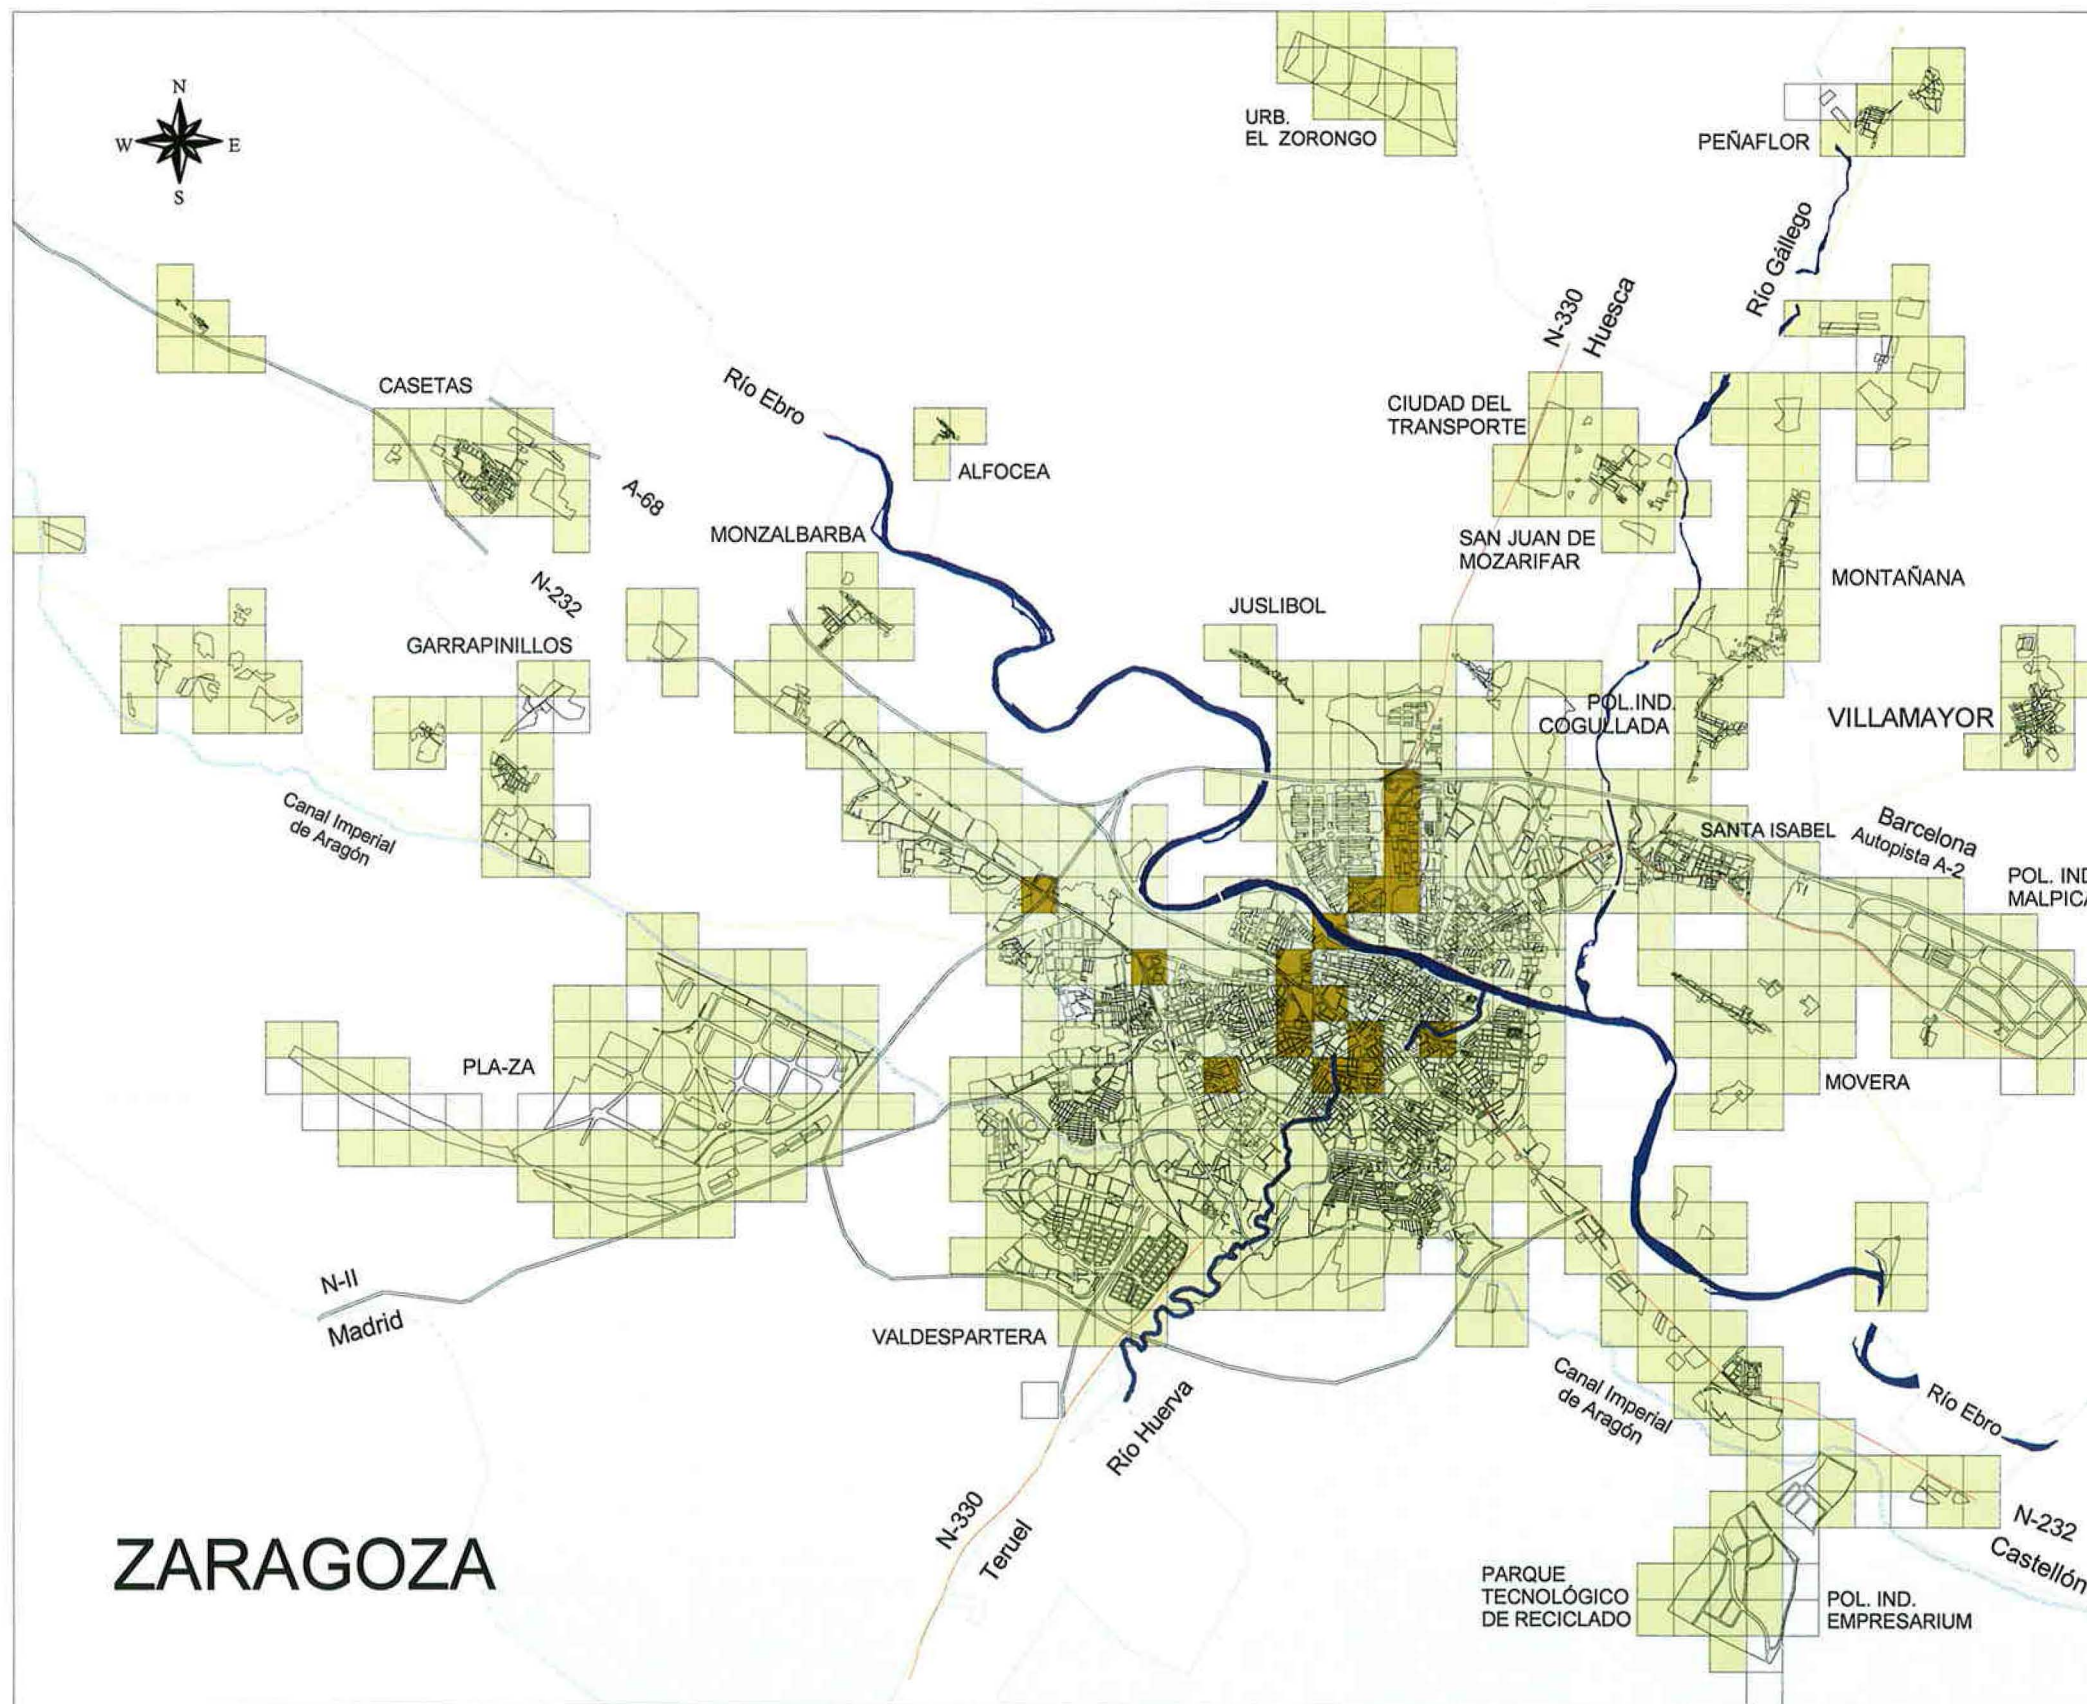 N
W E
S
URB.
EL ZORONGO
PEÑAFLOR
Río Gállego
N-330
Huesca
CASETAS
Río Ebro
CIUDAD DEL
TRANSPORTE
ALFOCEA
A-68
MONZALBARBA
SAN JUAN DE
MOZARIFAR
MONTAÑANA
N-232
JUSLIBOL
GARRAPINILLOS
POL.IND.
COGULLADA
VILLAMAYOR
Canal Imperial
de Aragón
SANTA ISABEL
Barcelona
Autopista A-2
POL. IND
MALPICA
PLA-ZA
MOVERA
N-II
Madrid
VALDESPARTERA
Río Huerva
Canal Imperial
de Aragón
Río Ebro
N-330
Teruel
N-232
Castellón
ZARAGOZA
PARQUE
TECNOLÓGICO
DE RECICLADO
POL. IND.
EMPRESARIUM